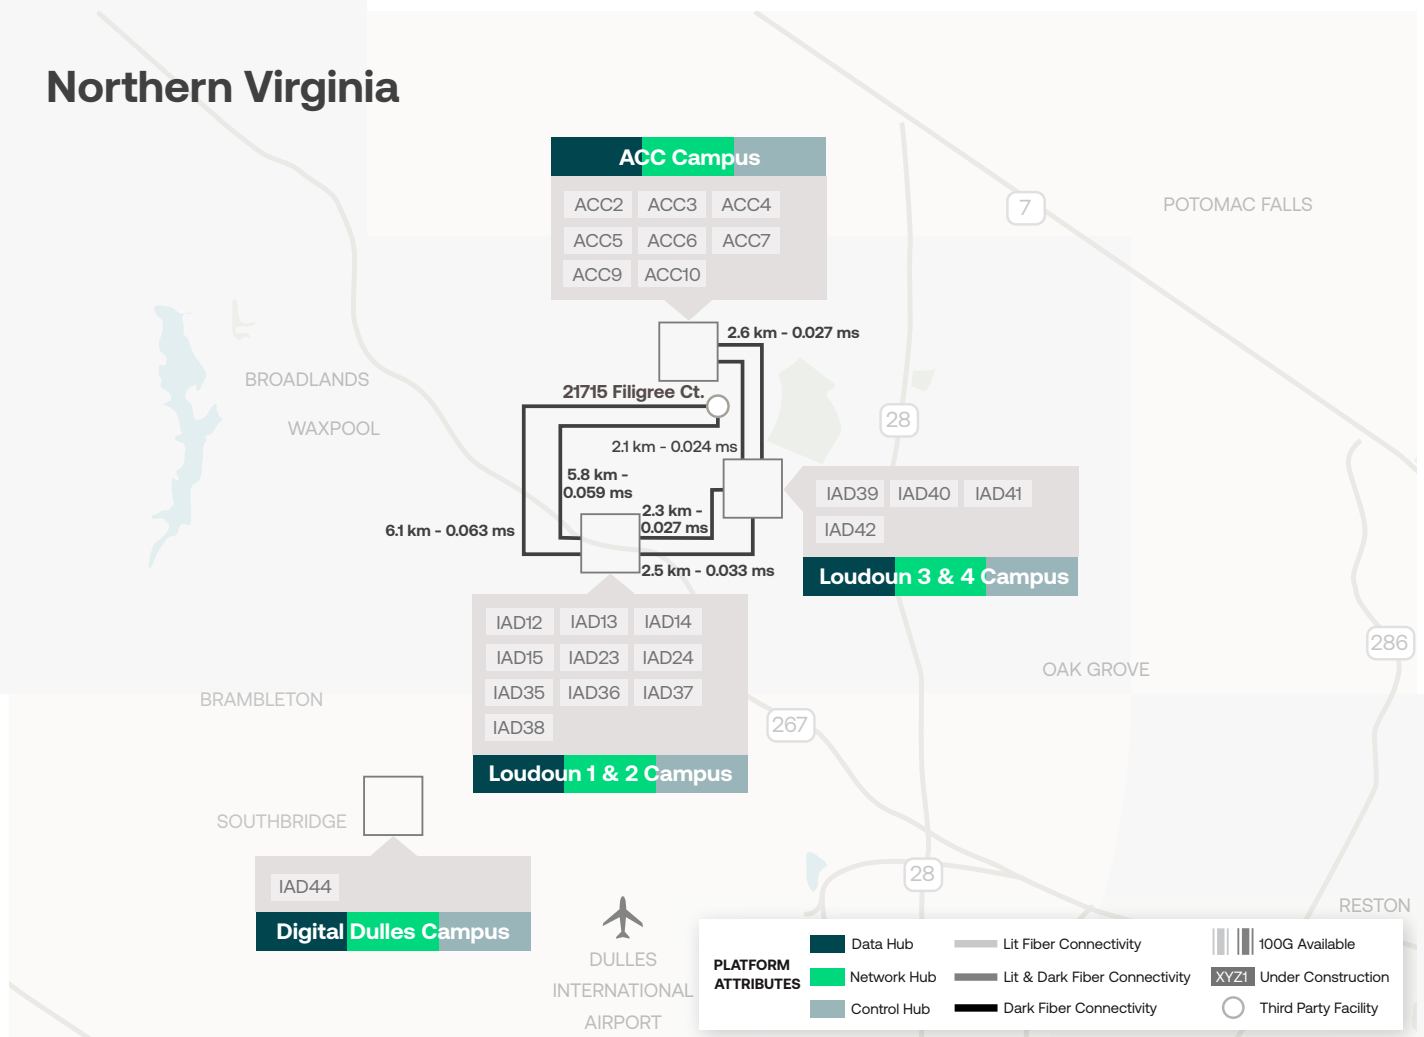 Northern Virginia
ACC Campus
ACC2 ACC3 ACC4
ACC5 ACC6 ACC7
ACC9 ACC10
7
POTOMAC FALLS
2.6 km - 0.027 ms
BROADLANDS
21715 Filigree Ct.
WAXPOOL
28
2.1 km - 0.024 ms
5.8 km -
0.059 ms
2.3 km -
0.027 ms
6.1 km - 0.063 ms
2.5 km - 0.033 ms
IAD39 IAD40 IAD41
IAD42
Loudoun 3 & 4 Campus
IAD12 IAD13 IAD14
IAD15 IAD23 IAD24
IAD35 IAD36 IAD37
IAD38
Loudoun 1 & 2 Campus
286
OAK GROVE
BRAMBLETON
267
SOUTHBRIDGE
IAD44
Digital Dulles Campus
28
RESTON
DULLES
INTERNATIONAL
AIRPORT
PLATFORM
ATTRIBUTES
Data Hub
Network Hub
Control Hub
Lit Fiber Connectivity
Lit & Dark Fiber Connectivity
Dark Fiber Connectivity
100G Available
XYZ1 Under Construction
Third Party Facility